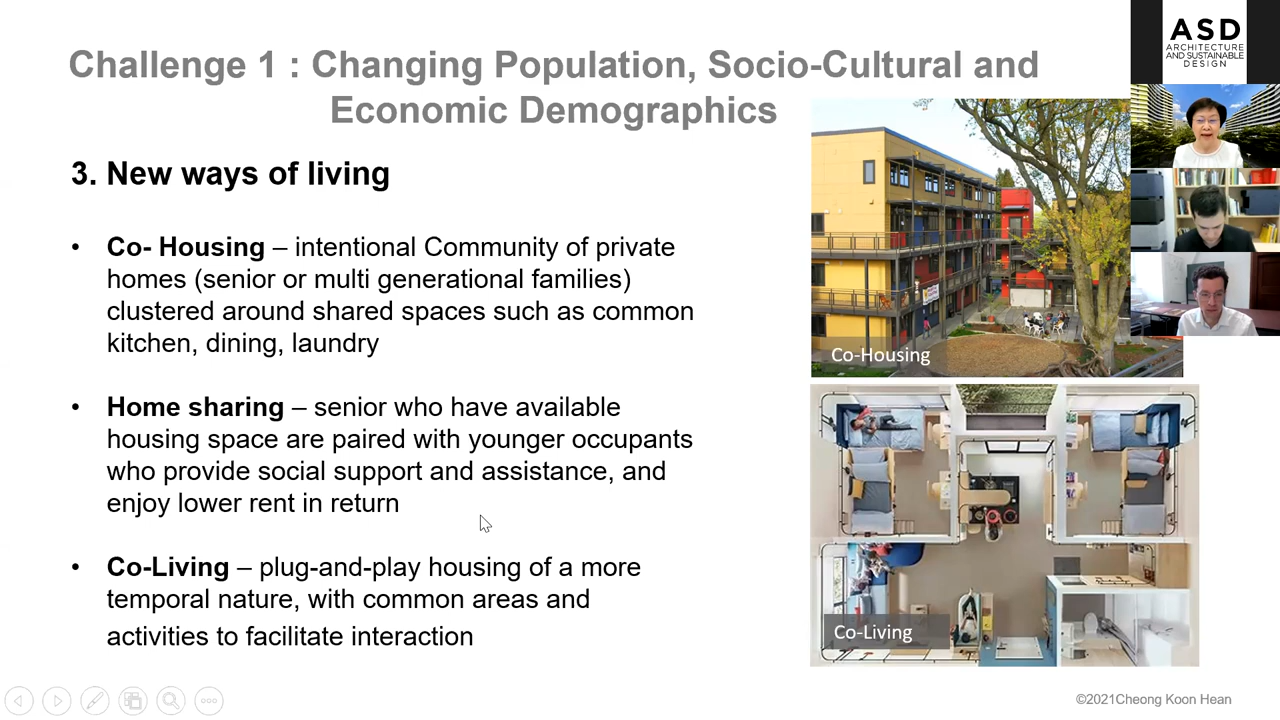 Challenge 1 : Changing Population, Socio-Cultural and
Economic Demographics
ASD
ARCHITECTURE
AND SUSTAINABLE
DESIGN
3. New ways of living
• Co- Housing – intentional Community of private
homes (senior or multi generational families)
clustered around shared spaces such as common
kitchen, dining, laundry
• Home sharing – senior who have available
housing space are paired with younger occupants
who provide social support and assistance, and
enjoy lower rent in return
• Co-Living – plug-and-play housing of a more
temporal nature, with common areas and
activities to facilitate interaction
Co-Housing
Co-Living
©2021Cheong Koon Hean